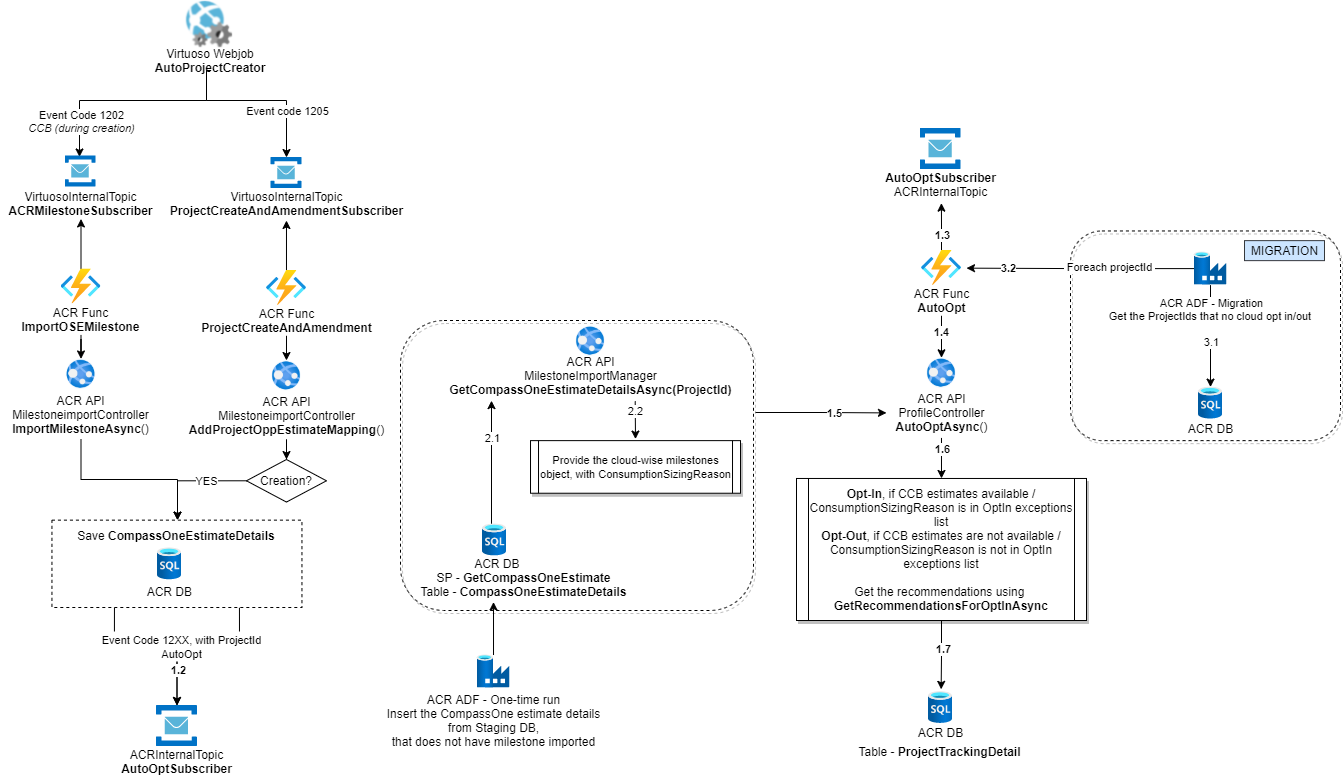 Virtuoso Webjob
AutoProjectCreator
Event Code 1202
CCB (during creation)
Event code 1205
VirtuosoInternalTopic
ACRMilestoneSubscriber
VirtuosoInternalTopic
ProjectCreateAndAmendmentSubscriber
ACR Func
ImportOSEMilestone
ACR Func
ProjectCreateAndAmendment
ACR API
MilestoneimportController
ImportMilestoneAsync()
ACR API
MilestoneimportController
AddProjectOppEstimateMapping()
YES
Creation?
Save CompassOneEstimateDetails
SQL
ACR DB
Event Code 12XX, with ProjectId
AutoOpt
1.2
ACRInternalTopic
AutoOptSubscriber
ACR API
MilestoneImportManager
GetCompassOneEstimateDetailsAsync(ProjectId)
2.1
2.2
Provide the cloud-wise milestones
object, with ConsumptionSizingReason
SQL
ACR DB
SP - GetCompassOneEstimate
Table - CompassOneEstimateDetails
ACR ADF - One-time run
Insert the CompassOne estimate details
from Staging DB,
that does not have milestone imported
AutoOptSubscriber
ACRInternalTopic
1.3
ACR Func
AutoOpt
1.4
ACR API
ProfileController
AutoOptAsync()
1.5
1.6
Opt-In, if CCB estimates available /
ConsumptionSizingReason is in OptIn exceptions
list
Opt-Out, if CCB estimates are not available /
ConsumptionSizingReason is not in OptIn
exceptions list
Get the recommendations using
GetRecommendationsForOptInAsync
1.7
SQL
ACR DB
Table - ProjectTrackingDetail
MIGRATION
3.2
Foreach projectId
ACR ADF - Migration
Get the ProjectIds that no cloud opt in/out
3.1
SQL
ACR DB